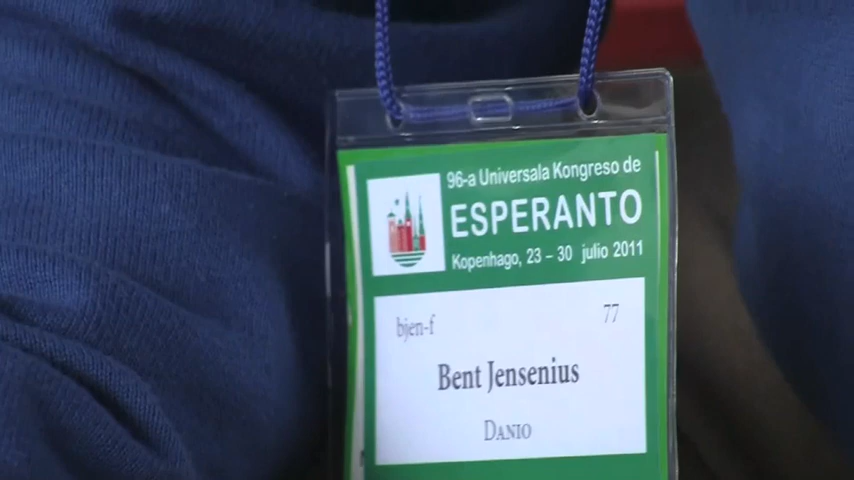 96-a Universala Kongreso de
ESPERANTO
Kopenhago, 23 – 30 julio 2011
bjen-f 77
Bent Jensenius
Danio